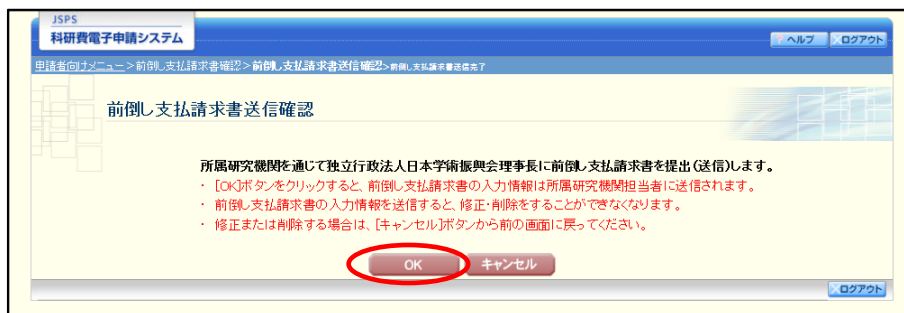 JSPS
科研費電子申請システム
ヘルプ ログアウト
申請者向けメニュー>前倒し支払請求書確認>前倒し支払請求書送信確認>前倒し支払請求書送信完了
前倒し支払請求書送信確認
所属研究機関を通じて独立行政法人日本学術振興会理事長に前倒し支払請求書を提出(送信)します。
・ [OK]ボタンをクリックすると、前倒し支払請求書の入力情報は所属研究機関担当者に送信されます。
・ 前倒し支払請求書の入力情報を送信すると、修正・削除をすることができなくなります。
・ 修正または削除する場合は、[キャンセル]ボタンから前の画面に戻ってください。
OK キャンセル
ログアウト